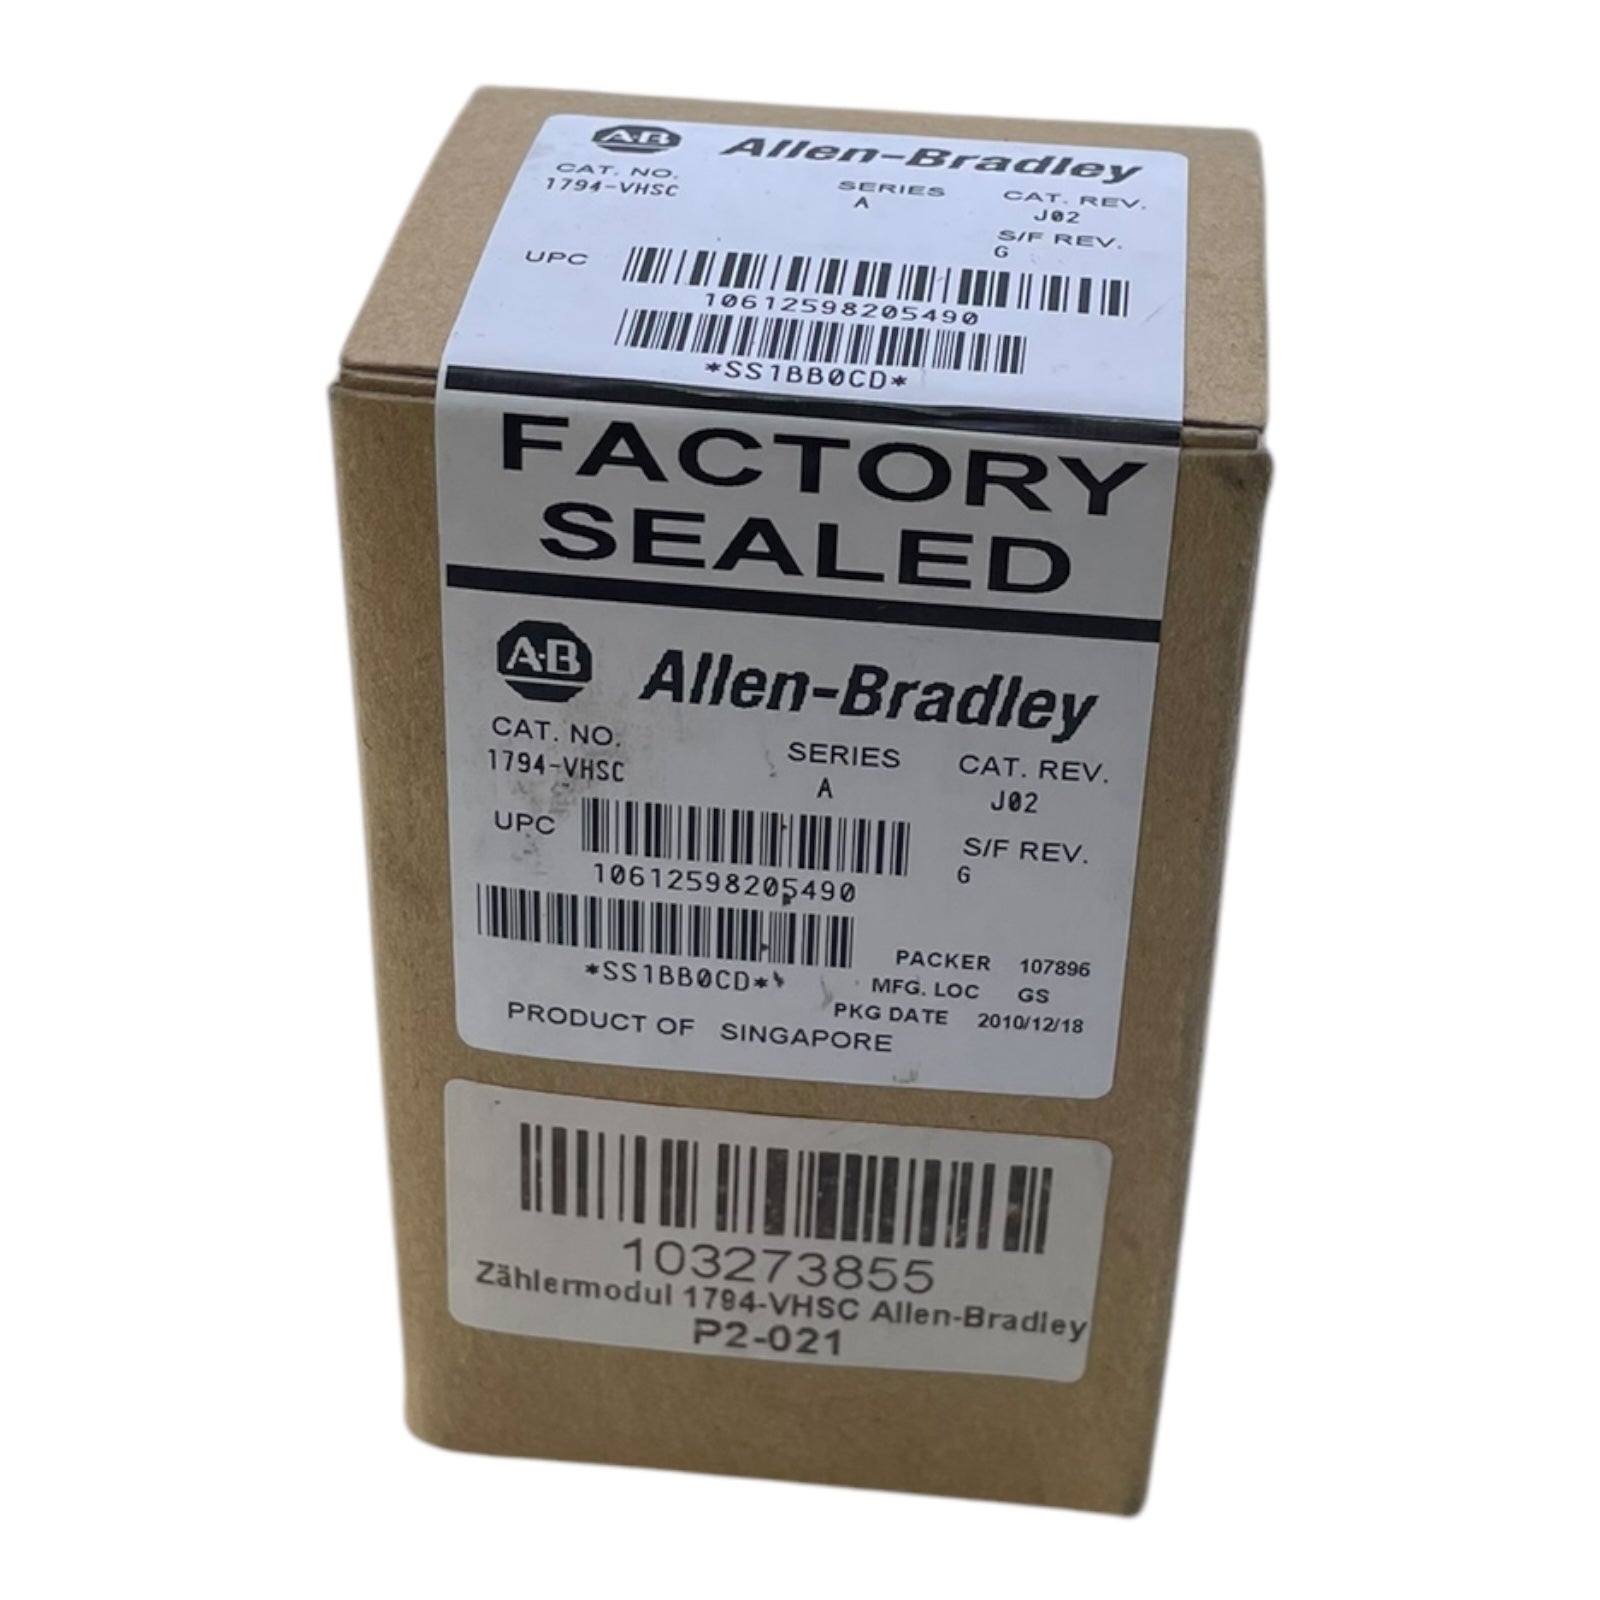 A-B Allen-Bradley
CAT. NO. SERIES CAT. REV.
1794-VHSC A J02
S/F REV.
G
UPC
10612598205490
*SS1BB0CD*
FACTORY
SEALED
A-B Allen-Bradley
CAT. NO. SERIES CAT. REV.
1794-VHSC A J02
UPC S/F REV.
10612598205490 G
*SS1BB0CD*
PACKER 107896
MFG. LOC GS
PKG DATE 2010/12/18
PRODUCT OF SINGAPORE
103273855
Zählermodul 1794-VHSC Allen-Bradley
P2-021